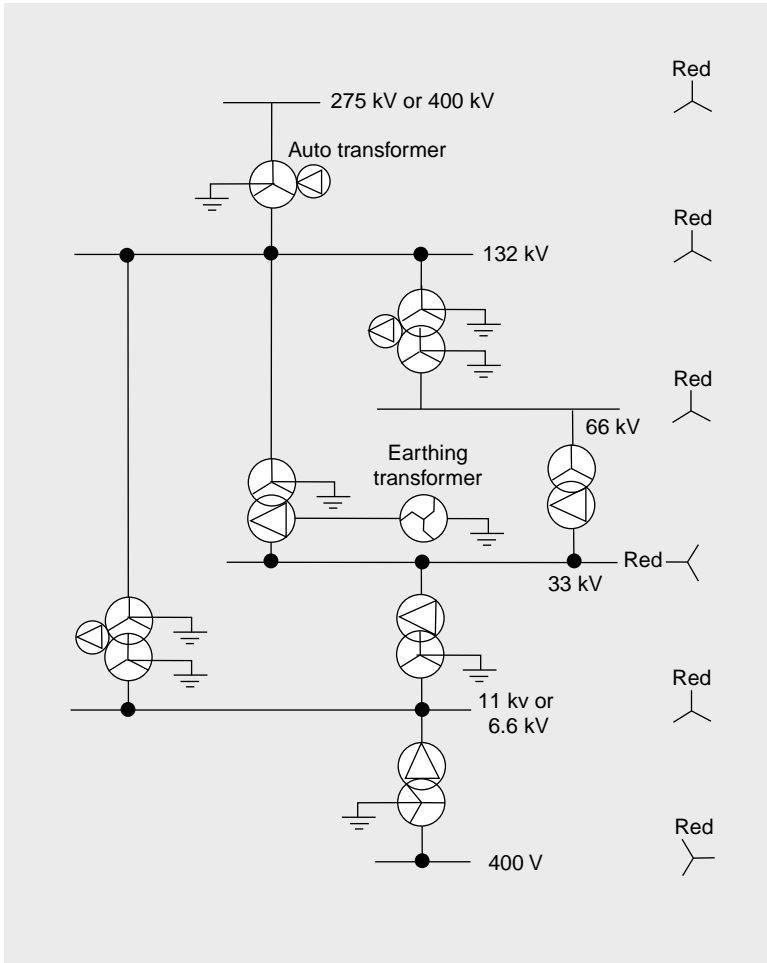 Red
275 kV or 400 kV
Auto transformer
Red
132 kV
Red
66 kV
Earthing
transformer
Red
33 kV
Red
11 kv or
6.6 kV
Red
400 V